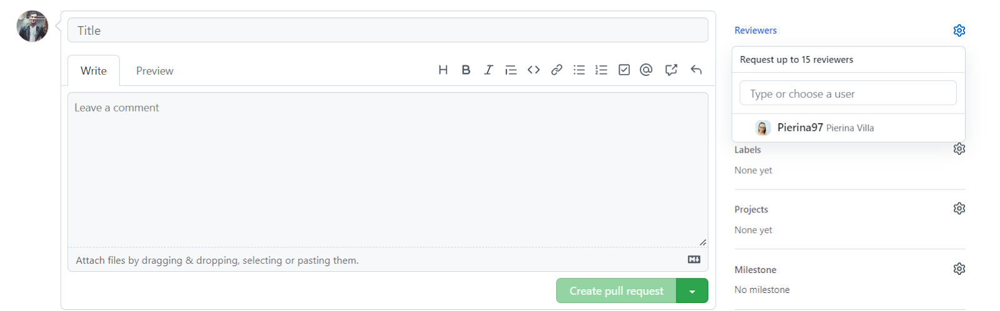 Title
Write
Preview
Leave a comment
Attach files by dragging & dropping, selecting or pasting them.
Create pull request
Reviewers
Request up to 15 reviewers
Type or choose a user
Pierina97 Pierina Villa
Labels
None yet
Projects
None yet
Milestone
No milestone